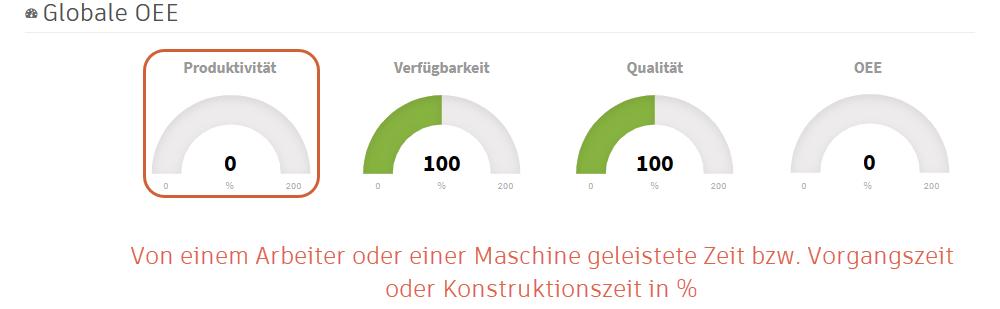 Globale OEE
Produktivität Verfügbarkeit Qualität OEE
0 100 100 0
0 % 200 0 % 200 0 % 200 0 % 200
Von einem Arbeiter oder einer Maschine geleistete Zeit bzw. Vorgangszeit
oder Konstruktionszeit in %